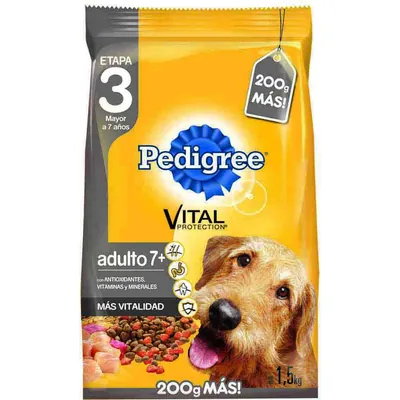 ETAPA
3
Mayor
a 7 años
200g
MÁS!
Pedigree
VITAL
PROTECTION®
adulto 7+
con ANTIOXIDANTES,
VITAMINAS y MINERALES
MÁS VITALIDAD
1,5kg
200g MÁS!